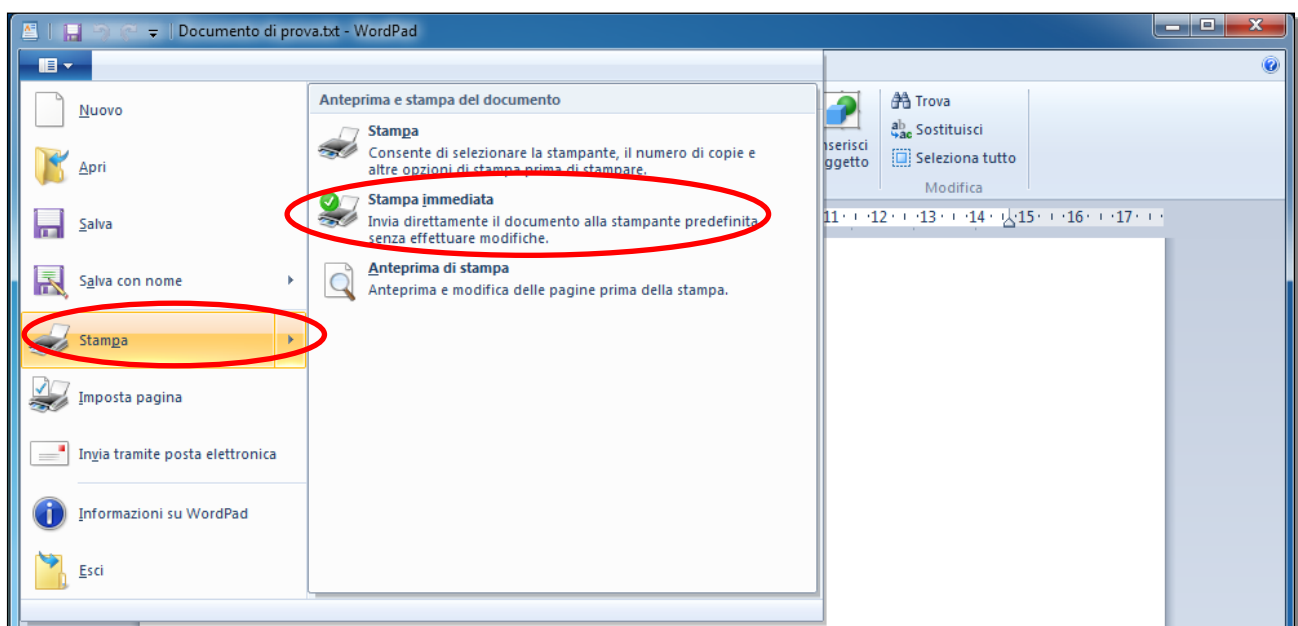 Documento di prova.txt - WordPad
Nuovo
Apri
Salva
Salva con nome
Stampa
Imposta pagina
Invia tramite posta elettronica
Informazioni su WordPad
Esci
Anteprima e stampa del documento
Stampa
Consente di selezionare la stampante, il numero di copie e
altre opzioni di stampa prima di stampare.
Stampa immediata
Invia direttamente il documento alla stampante predefinita
senza effettuare modifiche.
Anteprima di stampa
Anteprima e modifica delle pagine prima della stampa.
nserisci
ggetto
Trova
Sostituisci
Seleziona tutto
Modifica
11 · 12 · 13 · 14 · 15 · 16 · 17